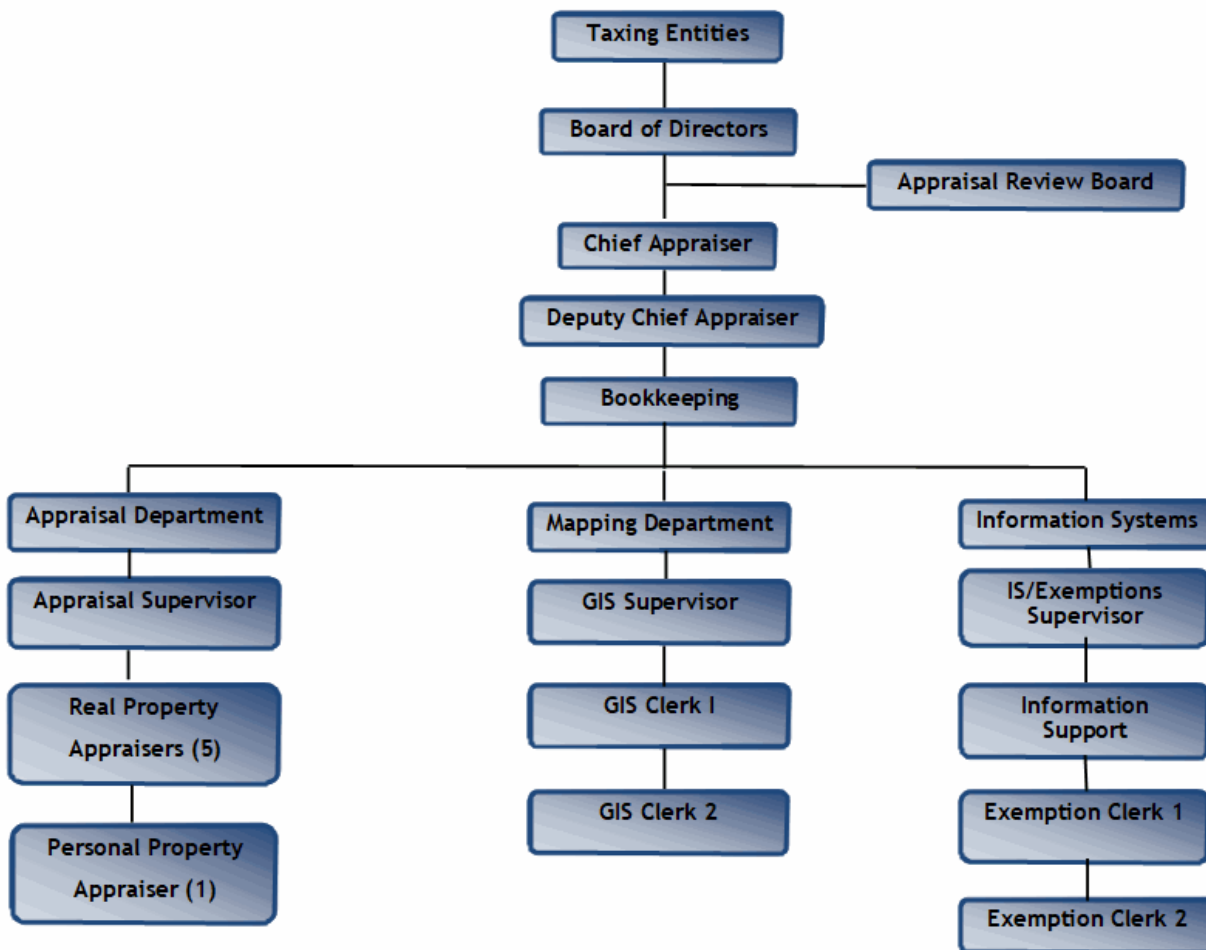 Taxing Entities
Board of Directors
Appraisal Review Board
Chief Appraiser
Deputy Chief Appraiser
Bookkeeping
Appraisal Department
Appraisal Supervisor
Real Property
Appraisers (5)
Personal Property
Appraiser (1)
Mapping Department
GIS Supervisor
GIS Clerk I
GIS Clerk 2
Information Systems
IS/Exemptions
Supervisor
Information
Support
Exemption Clerk 1
Exemption Clerk 2